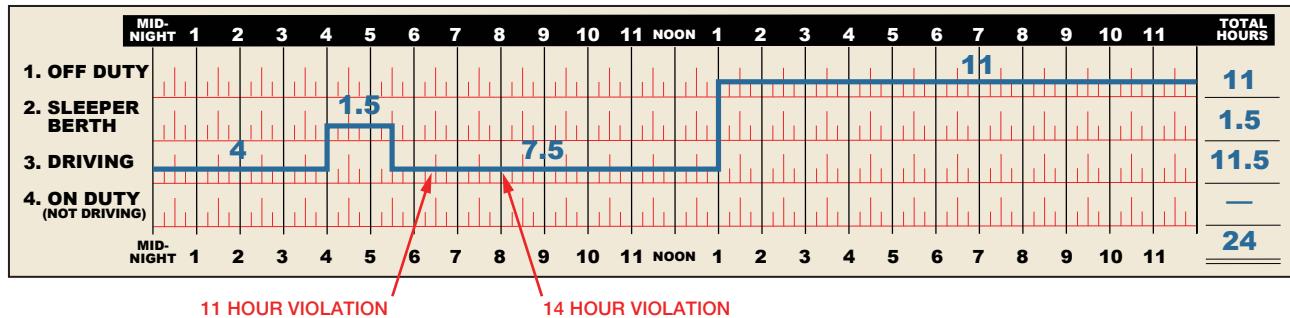 MID-
NIGHT 1 2 3 4 5 6 7 8 9 10 11 NOON 1 2 3 4 5 6 7 8 9 10 11 TOTAL HOURS
1. OFF DUTY 11 11
2. SLEEPER BERTH 1.5 1.5
3. DRIVING 4 7.5 11.5
4. ON DUTY —
(NOT DRIVING)
24
MID-
NIGHT 1 2 3 4 5 6 7 8 9 10 11 NOON 1 2 3 4 5 6 7 8 9 10 11
11 HOUR VIOLATION 14 HOUR VIOLATION